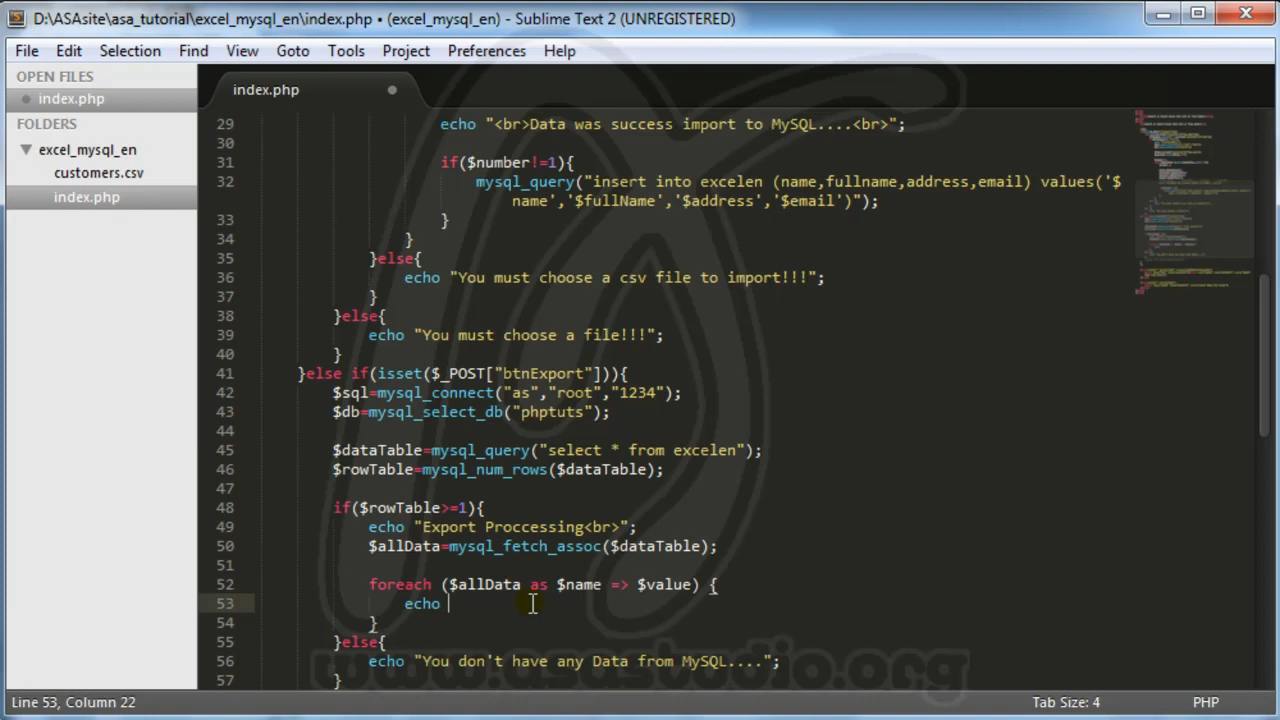 D:\ASAsite\asa_tutorial\excel_mysql_en\index.php • (excel_mysql_en) - Sublime Text 2 (UNREGISTERED)
File Edit Selection Find View Goto Tools Project Preferences Help
OPEN FILES
index.php
FOLDERS
excel_mysql_en
customers.csv
index.php
index.php
29 echo "<br>Data was success import to MySQL....<br>";
30
31 if($number!=1){
32 mysql_query("insert into excelen (name,fullname,address,email) values('$
name','$fullName','$address','$email')");
33 }
34 }
35 }else{
36 echo "You must choose a csv file to import!!!";
37 }
38 }else{
39 echo "You must choose a file!!!";
40 }
41 }else if(isset($_POST["btnExport"])){
42 $sql=mysql_connect("as","root","1234");
43 $db=mysql_select_db("phptuts");
44
45 $dataTable=mysql_query("select * from excelen");
46 $rowTable=mysql_num_rows($dataTable);
47
48 if($rowTable>=1){
49 echo "Export Proccessing<br>";
50 $allData=mysql_fetch_assoc($dataTable);
51
52 foreach ($allData as $name => $value) {
53 echo
54 }
55 }else{
56 echo "You don't have any Data from MySQL....";
57 }
www.asastudio.org
Line 53, Column 22 Tab Size: 4 PHP